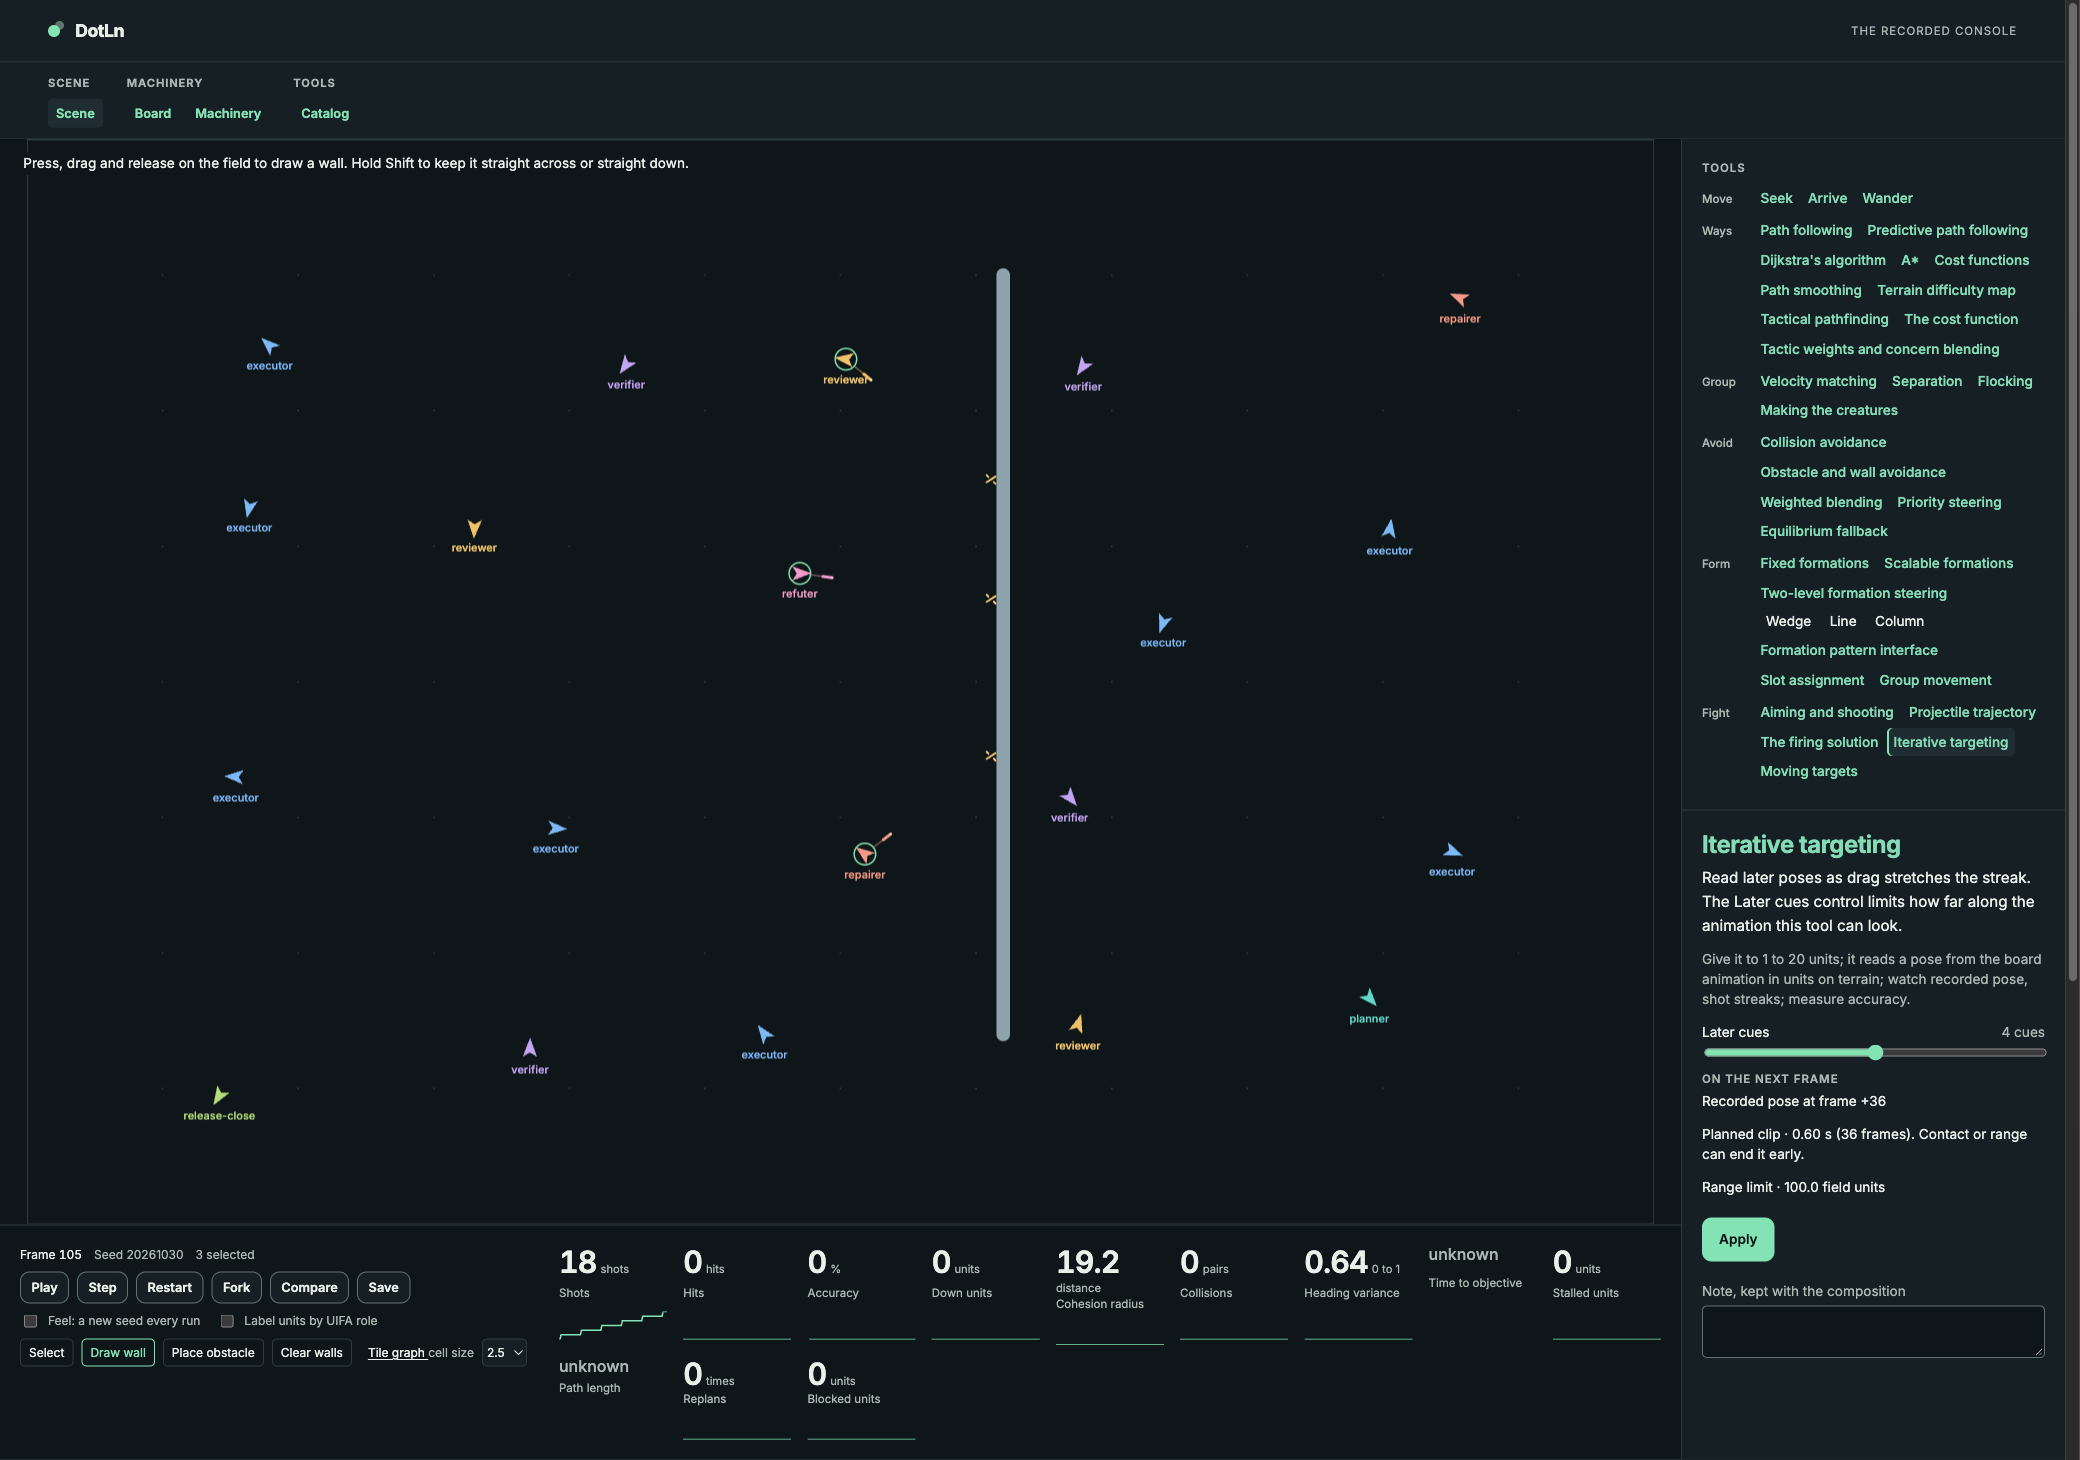 DotLn
THE RECORDED CONSOLE
SCENE MACHINERY TOOLS
Scene Board Machinery Catalog
Press, drag and release on the field to draw a wall. Hold Shift to keep it straight across or straight down.
repairer
executor
verifier
reviewer
verifier
executor
reviewer
executor
refuter
executor
executor
verifier
executor
repairer
executor
planner
reviewer
executor
verifier
release-close
TOOLS
Move Seek Arrive Wander
Ways Path following Predictive path following
Dijkstra's algorithm A* Cost functions
Path smoothing Terrain difficulty map
Tactical pathfinding The cost function
Tactic weights and concern blending
Group Velocity matching Separation Flocking
Making the creatures
Avoid Collision avoidance
Obstacle and wall avoidance
Weighted blending Priority steering
Equilibrium fallback
Form Fixed formations Scalable formations
Two-level formation steering
Wedge Line Column
Formation pattern interface
Slot assignment Group movement
Fight Aiming and shooting Projectile trajectory
The firing solution Iterative targeting
Moving targets
Iterative targeting
Read later poses as drag stretches the streak.
The Later cues control limits how far along the
animation this tool can look.
Give it to 1 to 20 units; it reads a pose from the board
animation in units on terrain; watch recorded pose,
shot streaks; measure accuracy.
Later cues 4 cues
ON THE NEXT FRAME
Recorded pose at frame +36
Planned clip · 0.60 s (36 frames). Contact or range
can end it early.
Range limit · 100.0 field units
Apply
Note, kept with the composition
Frame 105 Seed 20261030 3 selected
Play Step Restart Fork Compare Save
Feel: a new seed every run Label units by UIFA role
Select Draw wall Place obstacle Clear walls Tile graph cell size 2.5
18 shots
Shots
0 hits
Hits
0 %
Accuracy
0 units
Down units
19.2
distance
Cohesion radius
0 pairs
Collisions
0.64 0 to 1
Heading variance
unknown
Time to objective
0 units
Stalled units
unknown
Path length
0 times
Replans
0 units
Blocked units